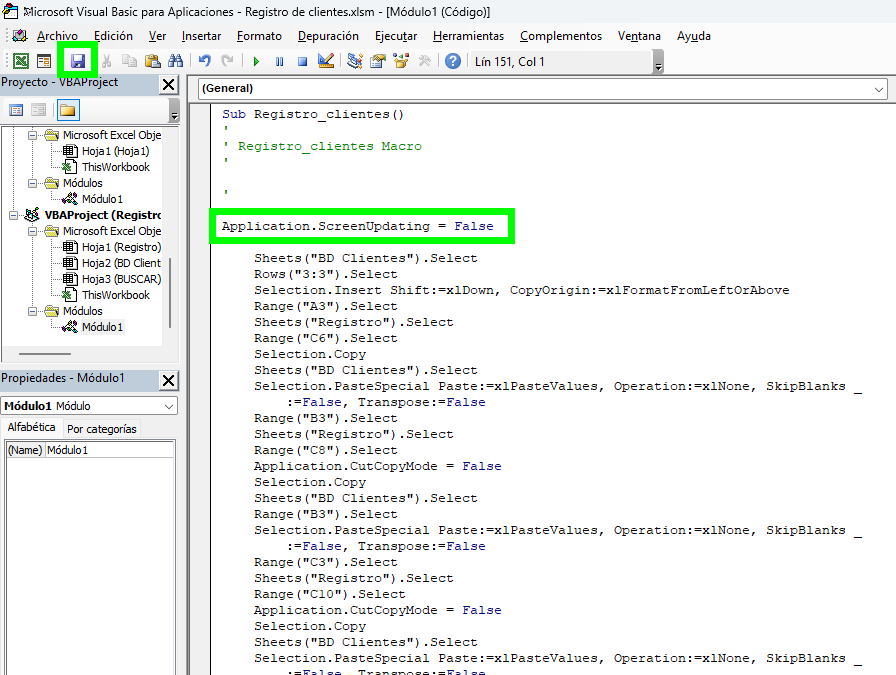 Microsoft Visual Basic para Aplicaciones - Registro de clientes.xlsm - [Módulo1 (Código)]
Archivo Edición Ver Insertar Formato Depuración Ejecutar Herramientas Complementos Ventana Ayuda
Lín 151, Col 1
Proyecto - VBAProject
Microsoft Excel Obje
Hoja1 (Hoja1)
ThisWorkbook
Módulos
Módulo1
VBAProject (Registro
Microsoft Excel Obje
Hoja1 (Registro)
Hoja2 (BD Client
Hoja3 (BUSCAR)
ThisWorkbook
Módulos
Módulo1
Propiedades - Módulo1
Módulo1 Módulo
Alfabética Por categorías
(Name) Módulo1
(General)
Sub Registro_clientes()
'
' Registro_clientes Macro
'
'
Application.ScreenUpdating = False
Sheets("BD Clientes").Select
Rows("3:3").Select
Selection.Insert Shift:=xlDown, CopyOrigin:=xlFormatFromLeftOrAbove
Range("A3").Select
Sheets("Registro").Select
Range("C6").Select
Selection.Copy
Sheets("BD Clientes").Select
Selection.PasteSpecial Paste:=xlPasteValues, Operation:=xlNone, SkipBlanks _
:=False, Transpose:=False
Range("B3").Select
Sheets("Registro").Select
Range("C8").Select
Application.CutCopyMode = False
Selection.Copy
Sheets("BD Clientes").Select
Range("B3").Select
Selection.PasteSpecial Paste:=xlPasteValues, Operation:=xlNone, SkipBlanks _
:=False, Transpose:=False
Range("C3").Select
Sheets("Registro").Select
Range("C10").Select
Application.CutCopyMode = False
Selection.Copy
Sheets("BD Clientes").Select
Selection.PasteSpecial Paste:=xlPasteValues, Operation:=xlNone, SkipBlanks _
:=False, Transpose:=False